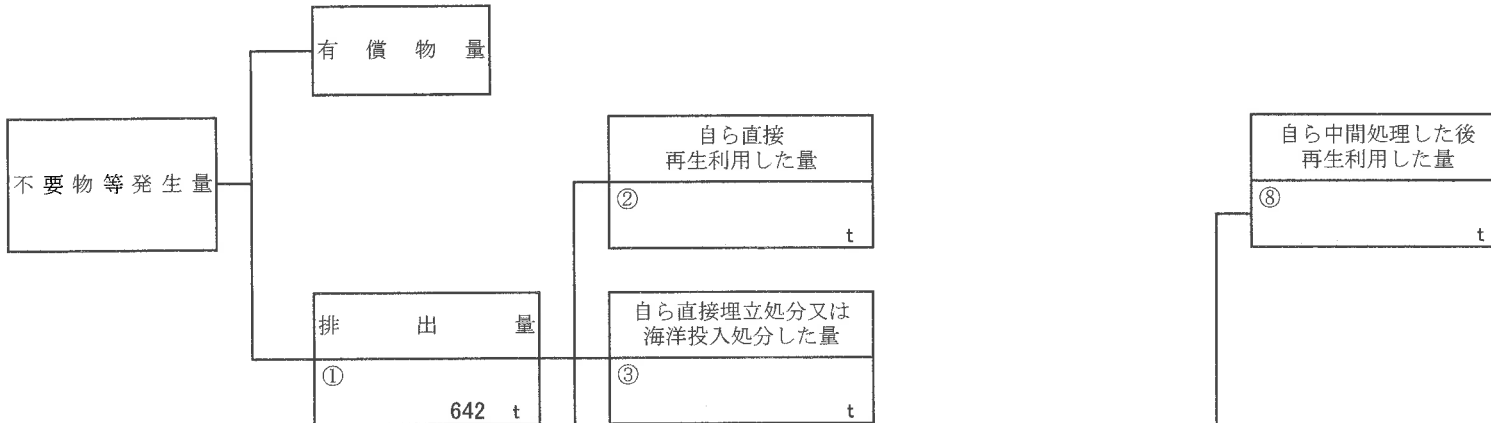 有償物量
不要物等発生量
自ら直接
再生利用した量
②
t
自ら中間処理した後
再生利用した量
⑧
t
排出量
①
642 t
自ら直接埋立処分又は
海洋投入処分した量
③
t